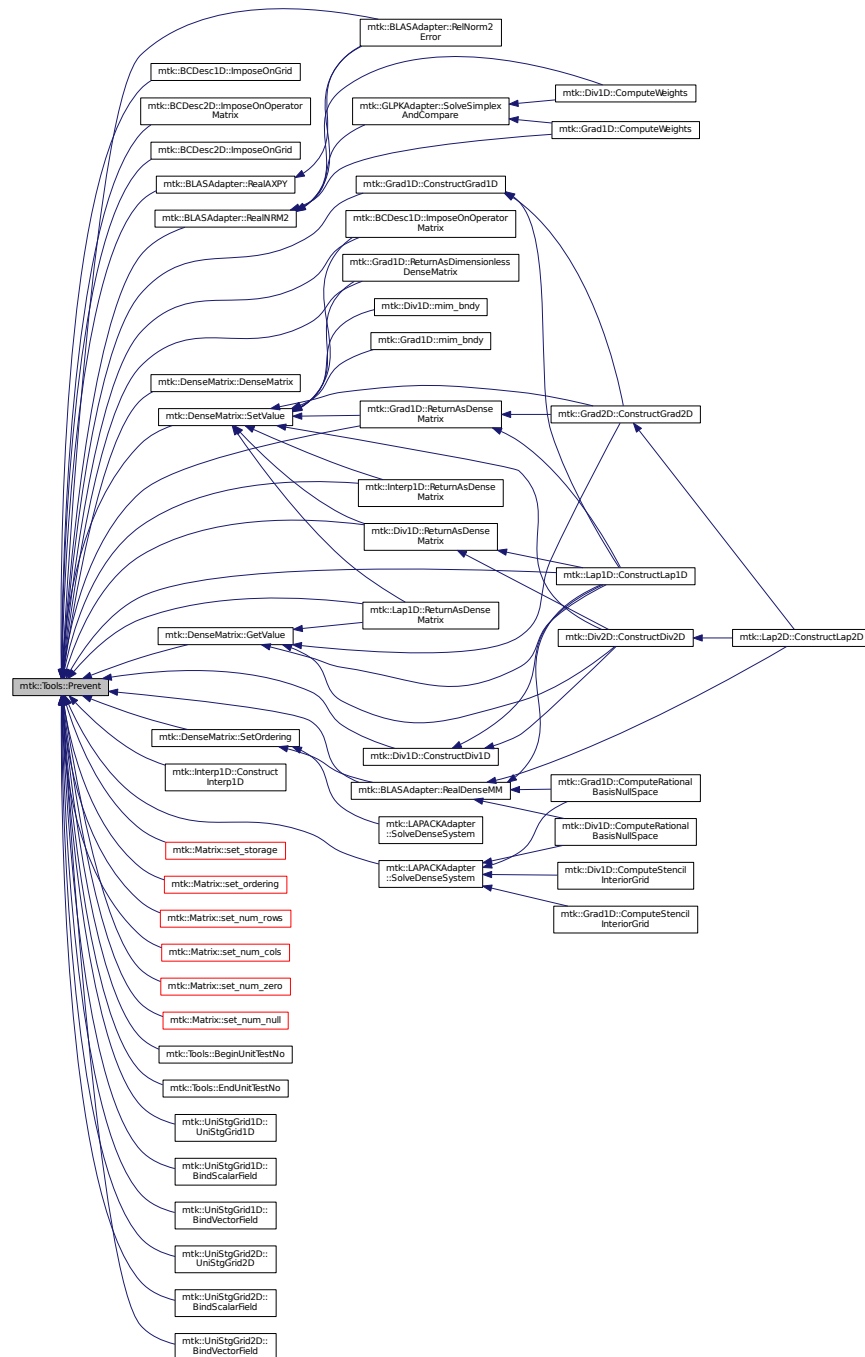 mtk::BLASAdapter::RelNorm2
Error
mtk::BCDesc1D::ImposeOnGrid
mtk::Div1D::ComputeWeights
mtk::BCDesc2D::ImposeOnOperator
Matrix
mtk::GLPKAdapter::SolveSimplex
AndCompare
mtk::Grad1D::ComputeWeights
mtk::BCDesc2D::ImposeOnGrid
mtk::BLASAdapter::RealAXPY
mtk::Grad1D::ConstructGrad1D
mtk::BLASAdapter::RealNRM2
mtk::BCDesc1D::ImposeOnOperator
Matrix
mtk::Grad1D::ReturnAsDimensionless
DenseMatrix
mtk::Div1D::mim_bndy
mtk::Grad1D::mim_bndy
mtk::DenseMatrix::DenseMatrix
mtk::DenseMatrix::SetValue
mtk::Grad1D::ReturnAsDense
Matrix
mtk::Grad2D::ConstructGrad2D
mtk::Interp1D::ReturnAsDense
Matrix
mtk::Div1D::ReturnAsDense
Matrix
mtk::Lap1D::ConstructLap1D
mtk::Lap1D::ReturnAsDense
Matrix
mtk::DenseMatrix::GetValue
mtk::Div2D::ConstructDiv2D
mtk::Lap2D::ConstructLap2D
mtk::Tools::Prevent
mtk::DenseMatrix::SetOrdering
mtk::Div1D::ConstructDiv1D
mtk::Interp1D::Construct
Interp1D
mtk::BLASAdapter::RealDenseMM
mtk::Grad1D::ComputeRational
BasisNullSpace
mtk::LAPACKAdapter
::SolveDenseSystem
mtk::Div1D::ComputeRational
BasisNullSpace
mtk::Matrix::set_storage
mtk::LAPACKAdapter
::SolveDenseSystem
mtk::Div1D::ComputeStencil
InteriorGrid
mtk::Matrix::set_ordering
mtk::Grad1D::ComputeStencil
InteriorGrid
mtk::Matrix::set_num_rows
mtk::Matrix::set_num_cols
mtk::Matrix::set_num_zero
mtk::Matrix::set_num_null
mtk::Tools::BeginUnitTestNo
mtk::Tools::EndUnitTestNo
mtk::UniStgGrid1D::
UniStgGrid1D
mtk::UniStgGrid1D::
BindScalarField
mtk::UniStgGrid1D::
BindVectorField
mtk::UniStgGrid2D::
UniStgGrid2D
mtk::UniStgGrid2D::
BindScalarField
mtk::UniStgGrid2D::
BindVectorField